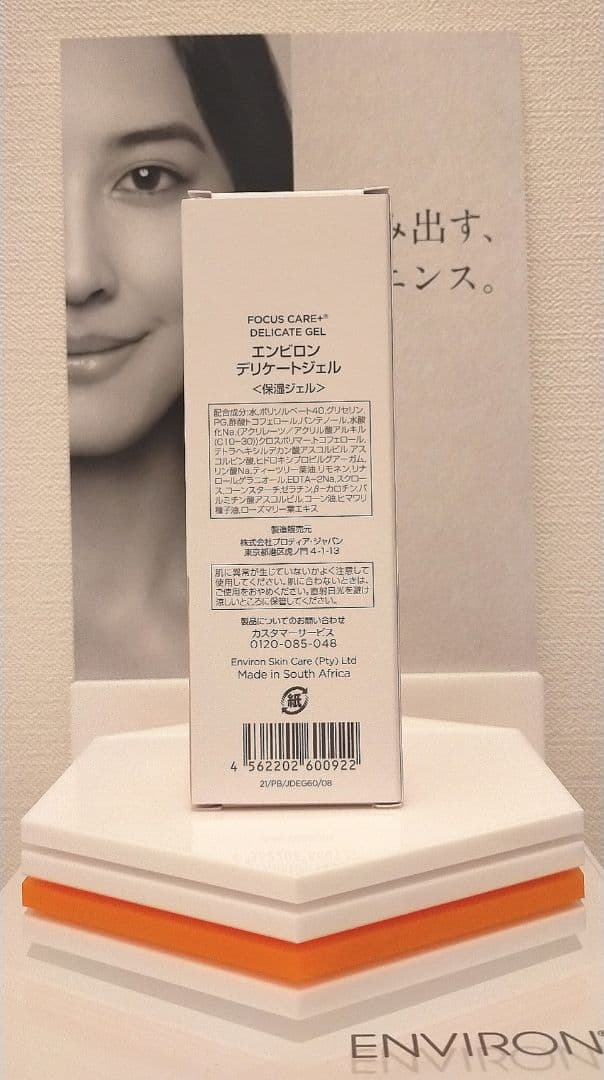 み出す、
エンス。
FOCUS CARE+®
DELICATE GEL
エンビロン
デリケートジェル
<保湿ジェル>
配合成分:水,ポリソルベート40,グリセリン,
PG,酢酸トコフェロール,パンテノール,水酸
化Na,(アクリレーツ/アクリル酸アルキル
(C10-30))クロスポリマー,トコフェロール,
テトラヘキシルデカン酸アスコルビル,アス
コルビン酸,ヒドロキシプロピルグアーガム,
リン酸Na,ティーツリー葉油,リモネン,リナ
ロール,ゲラニオール,EDTA-2Na,スクロー
ス,コーンスターチ,ゼラチン,β-カロチン,パ
ルミチン酸アスコルビル,コーン油,ヒマワリ
種子油,ローズマリー葉エキス
製造販売元
株式会社プロティア・ジャパン
東京都港区虎ノ門 4-1-13
肌に異常が生じていないかよく注意して
使用してください。肌に合わないときは、
ご使用をおやめください。直射日光を避け
涼しいところに保管してください。
製品についてのお問い合わせ
カスタマーサービス
0120-085-048
Environ Skin Care (Pty) Ltd
Made in South Africa
紙
4 562202 600922
21/PB/JDEG60/08
ENVIRON®